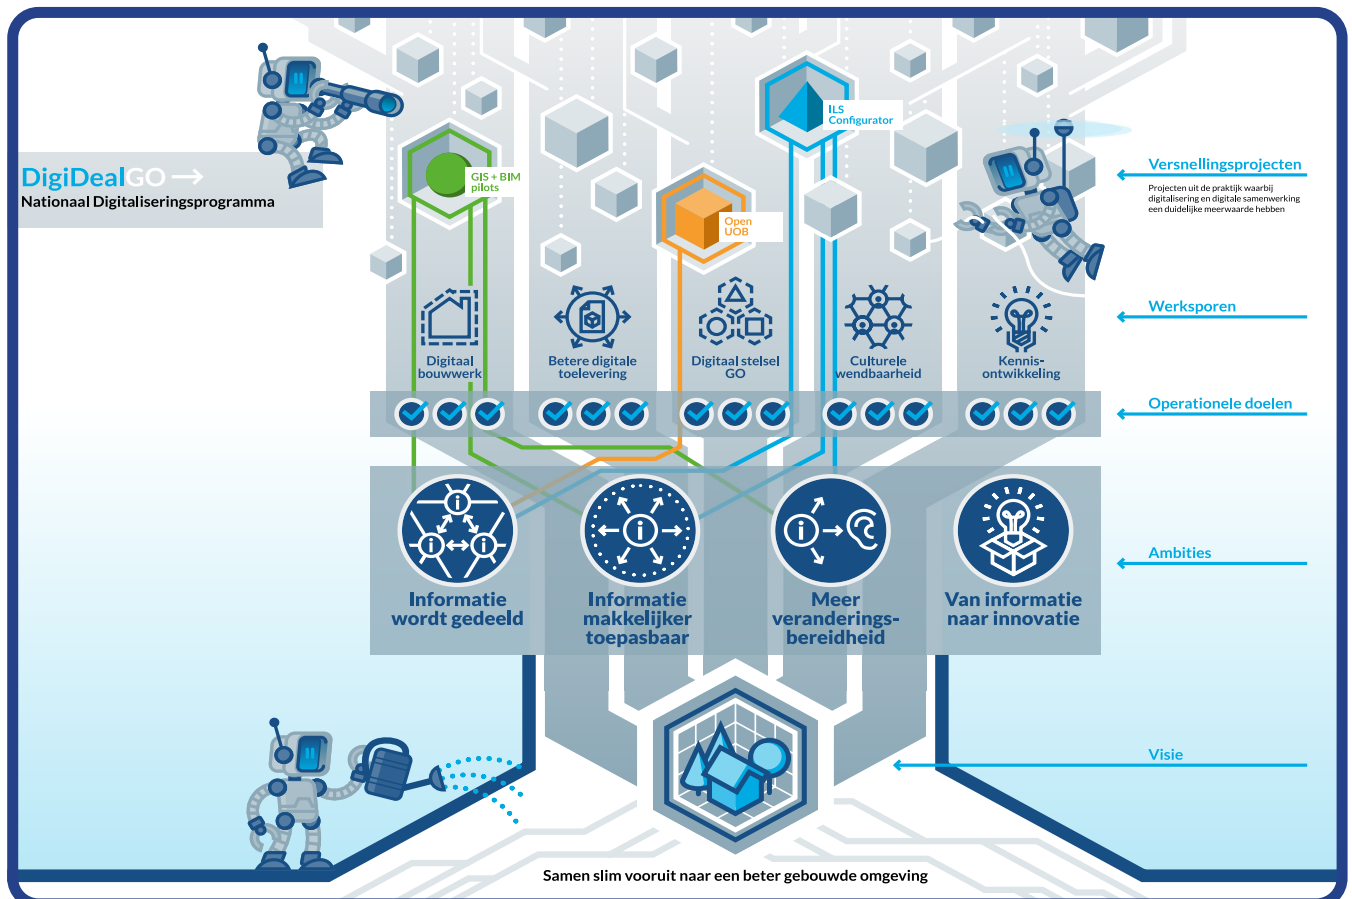 DigiDealGO
Nationaal Digitaliseringsprogramma
ILS
Configurator
GIS + BIM
pilots
Open
UOB
Versnellingsprojecten
Projecten uit de praktijk waarbij
digitalisering en digitale samenwerking
een duidelijke meerwaarde hebben
Werksporen
Digitaal
bouwwerk
Betere digitale
toelevering
Digitaal stelsel
GO
Culturele
wendbaarheid
Kennis-
ontwikkeling
Operationele doelen
i
i
i
i
i
Ambities
Informatie
wordt gedeeld
Informatie
makkelijker
toepasbaar
Meer
veranderings-
bereidheid
Van informatie
naar innovatie
Visie
Samen slim vooruit naar een beter gebouwde omgeving